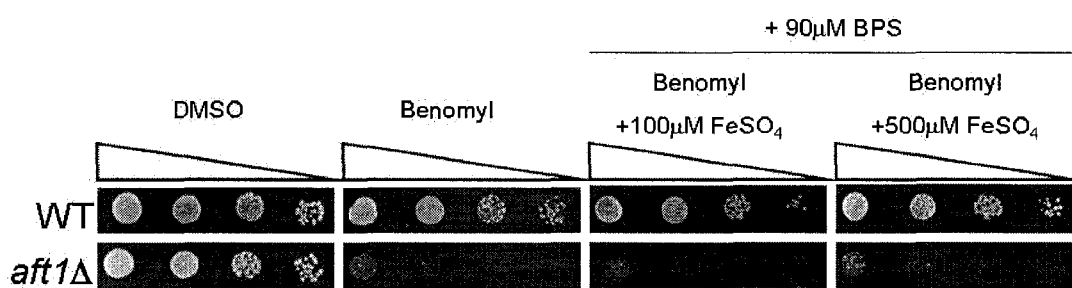 + 90µM BPS
DMSO
Benomyl
Benomyl
+100µM FeSO₄
Benomyl
+500µM FeSO₄
WT
aft1Δ